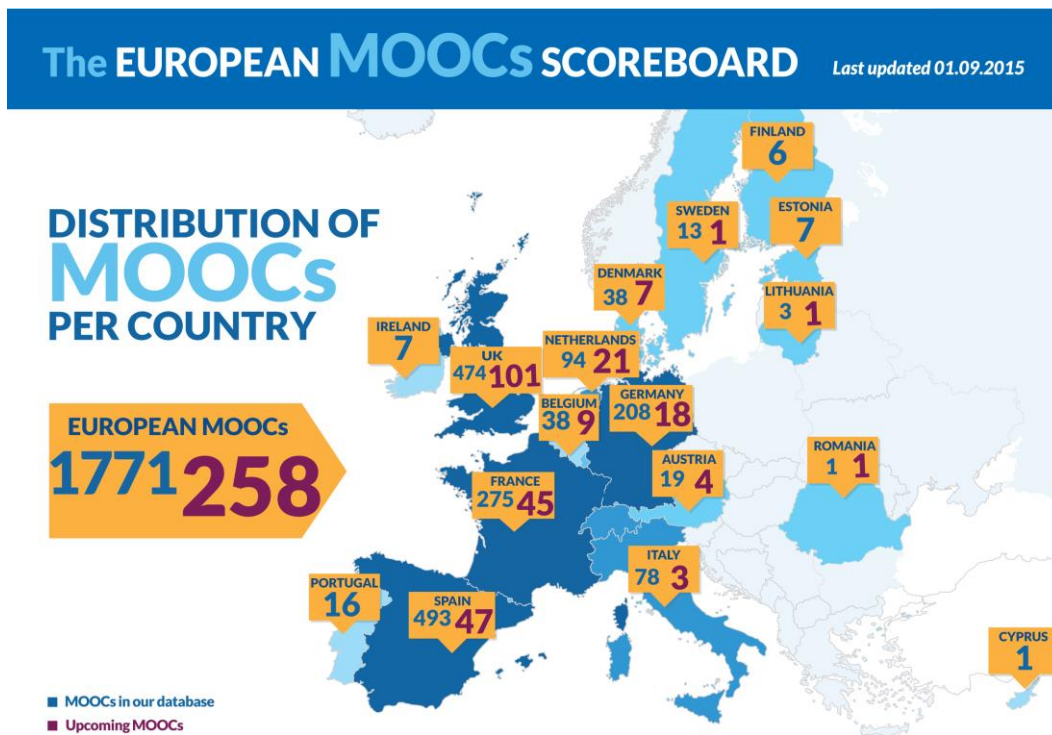 The EUROPEAN MOOCs SCOREBOARD
Last updated 01.09.2015
DISTRIBUTION OF
MOOCs
PER COUNTRY
EUROPEAN MOOCs
1771 258
FINLAND
6
SWEDEN
13 1
ESTONIA
7
DENMARK
38 7
LITHUANIA
3 1
IRELAND
7
UK
474 101
NETHERLANDS
94 21
BELGIUM
38 9
GERMANY
208 18
AUSTRIA
19 4
ROMANIA
1 1
FRANCE
275 45
ITALY
78 3
PORTUGAL
16
SPAIN
493 47
CYPRUS
1
MOOCs in our database
Upcoming MOOCs